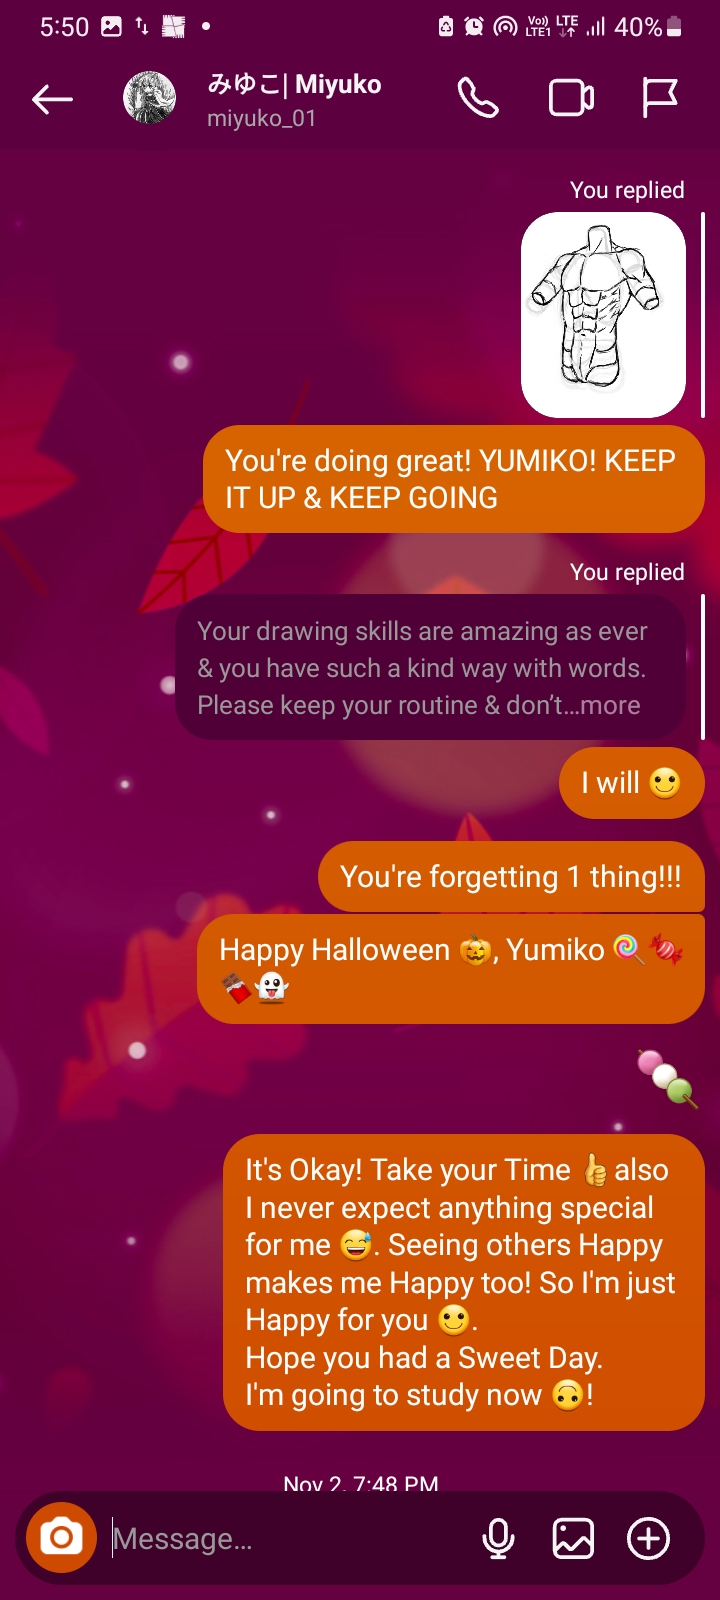 5:50
Vo)) LTE
LTE1
40%
みゆこ| Miyuko
miyuko_01
You replied
You're doing great! YUMIKO! KEEP
IT UP & KEEP GOING
You replied
Your drawing skills are amazing as ever
& you have such a kind way with words.
Please keep your routine & don't...more
I will 🙂
You're forgetting 1 thing!!!
Happy Halloween 🎃, Yumiko 🍭🍬
🍫👻
🍡
It's Okay! Take your Time 👍 also
I never expect anything special
for me 😅. Seeing others Happy
makes me Happy too! So I'm just
Happy for you 🙂.
Hope you had a Sweet Day.
I'm going to study now 🙃!
Nov 2, 7:48 PM
Message...